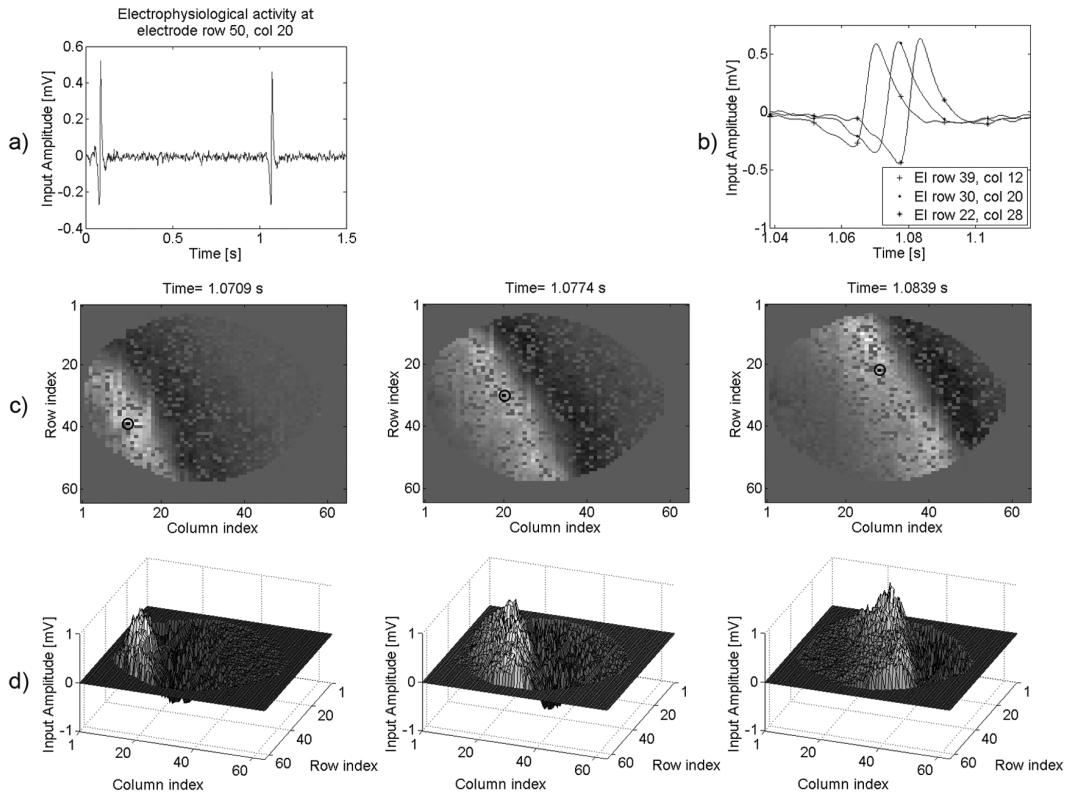 Electrophysiological activity at
electrode row 50, col 20
a)
Input Amplitude [mV]
0.6
0.4
0.2
0
-0.2
-0.4
0
0.5
1
1.5
Time [s]
b)
Input Amplitude [mV]
0.5
0
-0.5
-1
1.04
1.06
1.08
1.1
Time [s]
El row 39, col 12
El row 30, col 20
El row 22, col 28
c)
Time= 1.0709 s
Row index
1
20
40
60
1
20
40
60
Column index
Time= 1.0774 s
1
20
40
60
1
20
40
60
Column index
Time= 1.0839 s
1
20
40
60
1
20
40
60
Column index
d)
Input Amplitude [mV]
1
0
-1
1
20
40
60
Column index
1
20
40
60
Row index
Input Amplitude [mV]
1
0
-1
1
20
40
60
Column index
1
20
40
60
Row index
Input Amplitude [mV]
1
0
-1
1
20
40
60
Column index
1
20
40
60
Row index